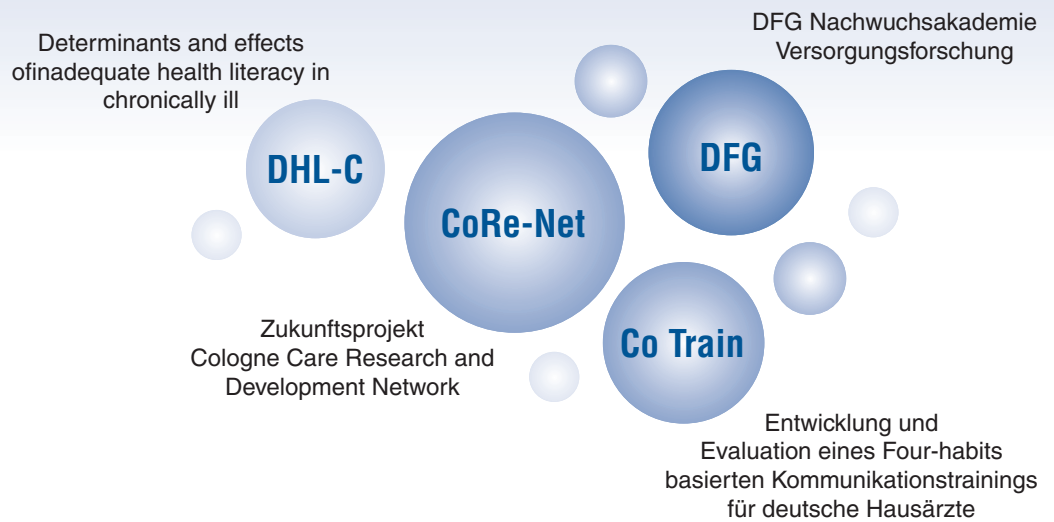 Determinants and effects
ofinadequate health literacy in
chronically ill
DHL-C
DFG Nachwuchsakademie
Versorgungsforschung
DFG
CoRe-Net
Zukunftsprojekt
Cologne Care Research and
Development Network
Co Train
Entwicklung und
Evaluation eines Four-habits
basierten Kommunikationstrainings
für deutsche Hausärzte